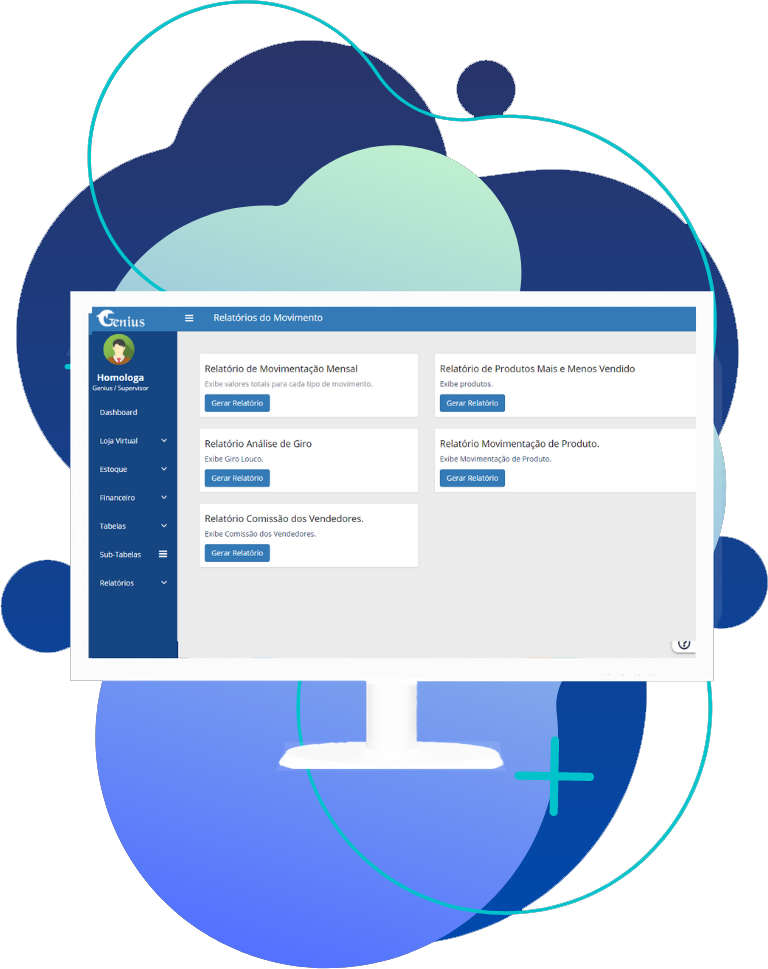 Genius
Relatórios do Movimento
Homologa
Genius / Supervisor
Dashboard
Loja Virtual
Estoque
Financeiro
Tabelas
Sub-Tabelas
Relatórios
Relatório de Movimentação Mensal
Exibe valores totais para cada tipo de movimento.
Gerar Relatório
Relatório de Produtos Mais e Menos Vendido
Exibe produtos.
Gerar Relatório
Relatório Análise de Giro
Exibe Giro Louco.
Gerar Relatório
Relatório Movimentação de Produto.
Exibe Movimentação de Produto.
Gerar Relatório
Relatório Comissão dos Vendedores.
Exibe Comissão dos Vendedores.
Gerar Relatório